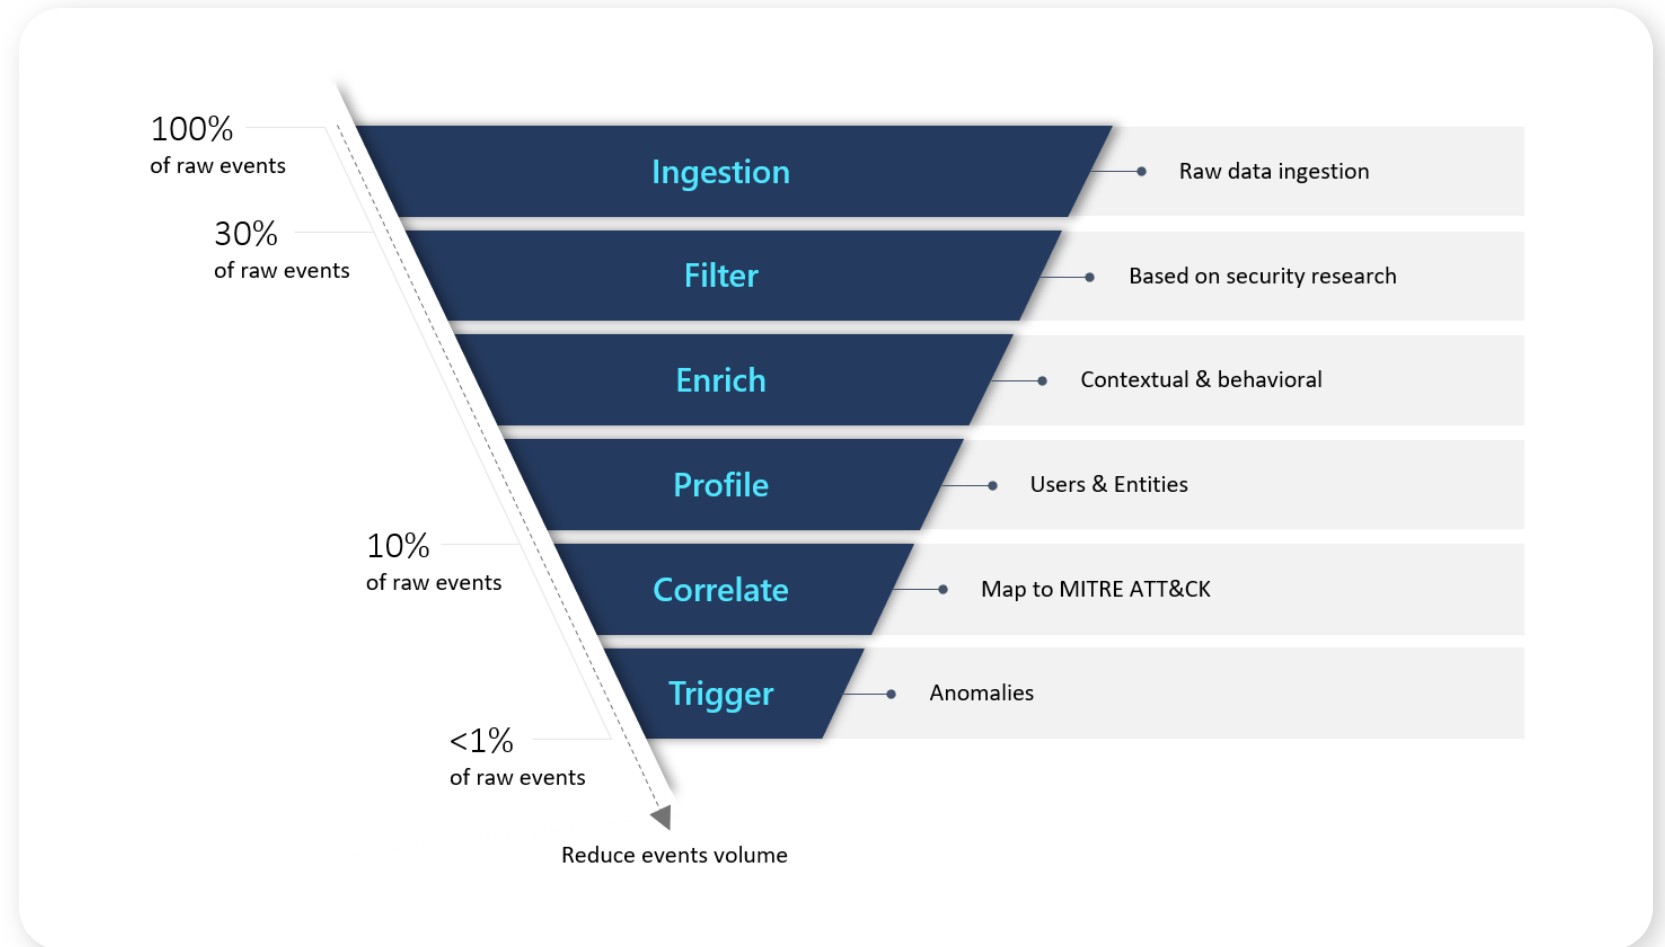 100%
of raw events
Ingestion
Raw data ingestion
30%
of raw events
Filter
Based on security research
Enrich
Contextual & behavioral
Profile
Users & Entities
10%
of raw events
Correlate
Map to MITRE ATT&CK
Trigger
Anomalies
<1%
of raw events
Reduce events volume